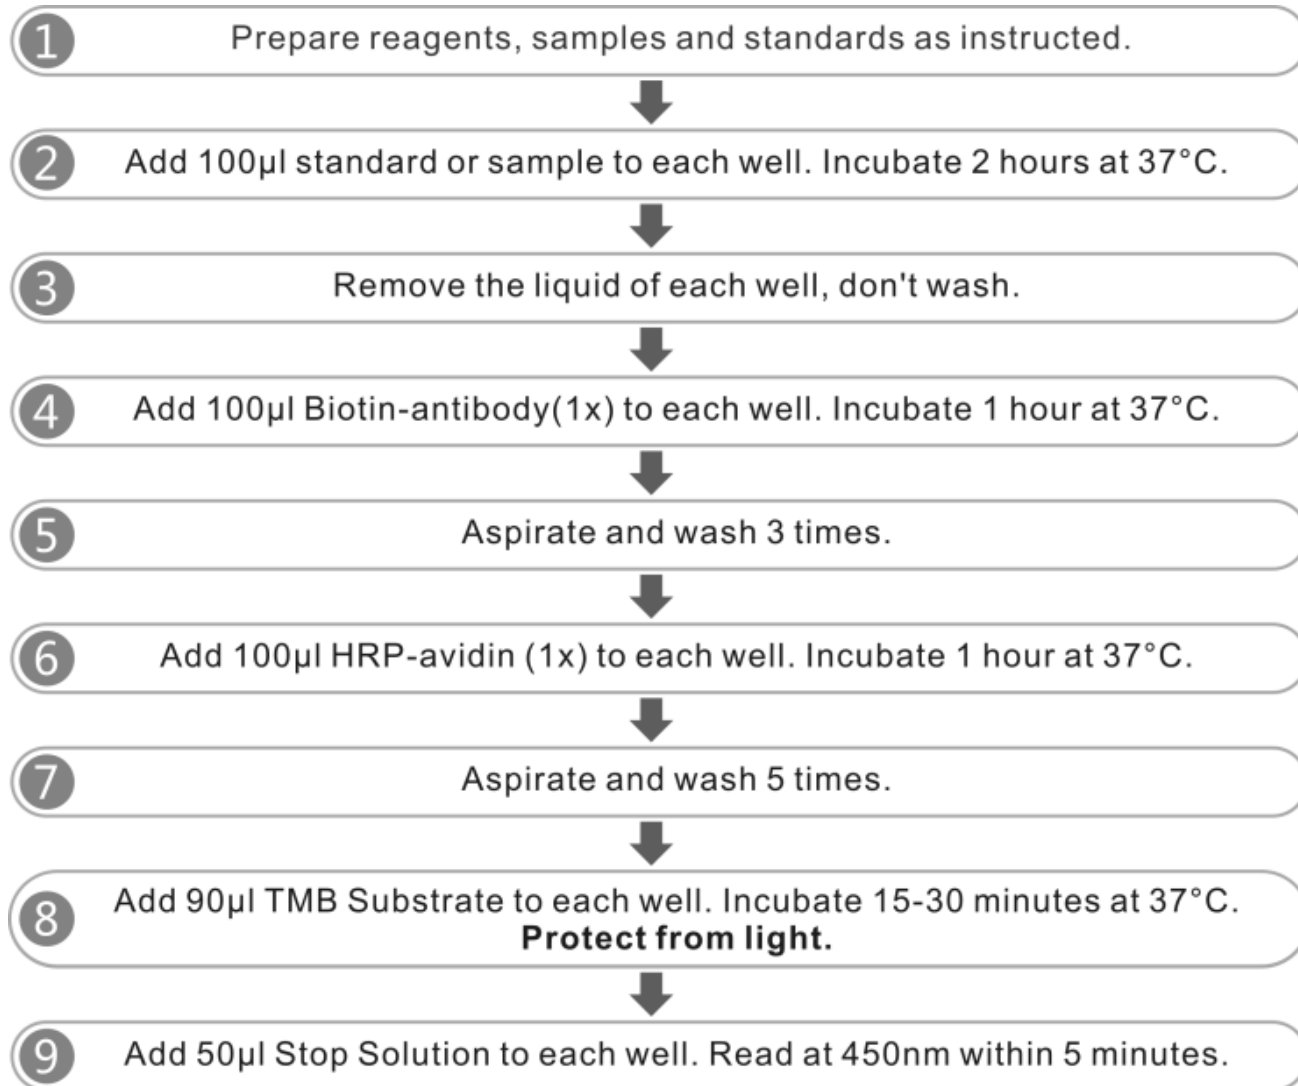 1 Prepare reagents, samples and standards as instructed.
2 Add 100µl standard or sample to each well. Incubate 2 hours at 37°C.
3 Remove the liquid of each well, don't wash.
4 Add 100µl Biotin-antibody(1x) to each well. Incubate 1 hour at 37°C.
5 Aspirate and wash 3 times.
6 Add 100µl HRP-avidin (1x) to each well. Incubate 1 hour at 37°C.
7 Aspirate and wash 5 times.
8 Add 90µl TMB Substrate to each well. Incubate 15-30 minutes at 37°C.
Protect from light.
9 Add 50µl Stop Solution to each well. Read at 450nm within 5 minutes.